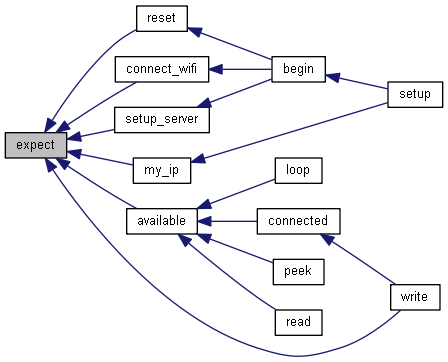 reset
connect_wifi
begin
setup_server
setup
expect
my_ip
loop
available
connected
peek
write
read